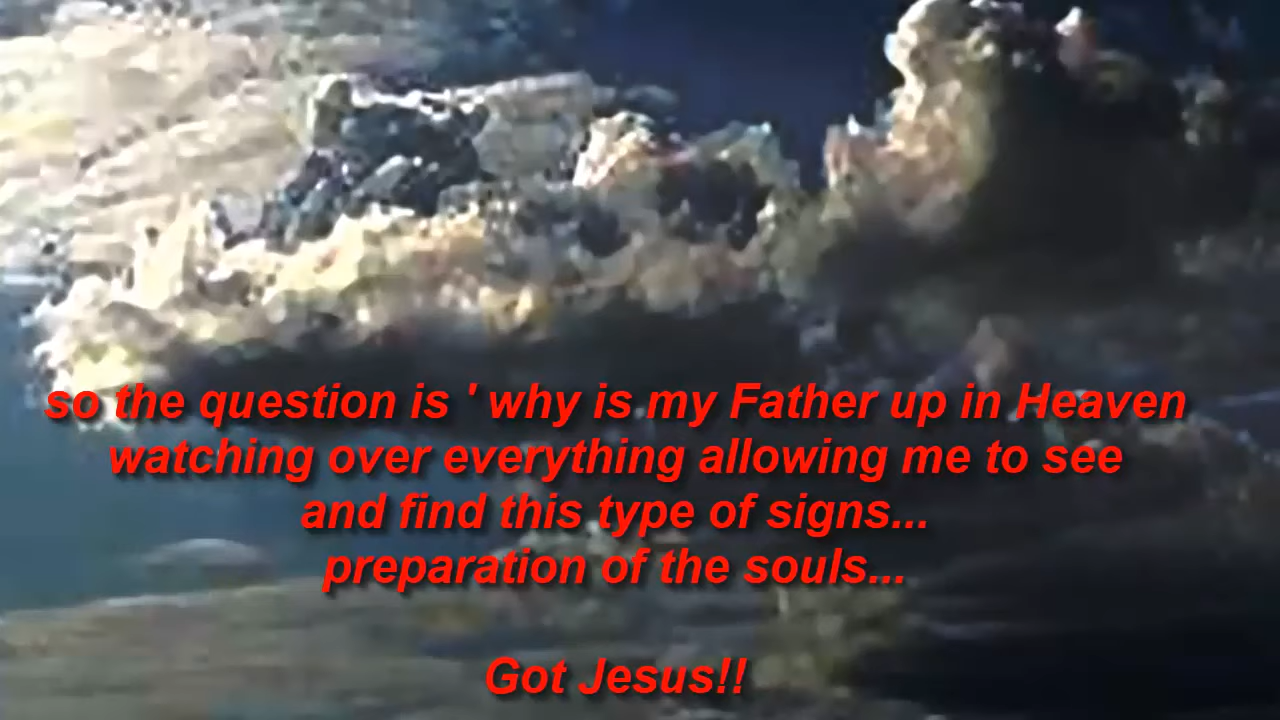 so the question is ' why is my Father up in Heaven
watching over everything allowing me to see
and find this type of signs...
preparation of the souls...
Got Jesus!!